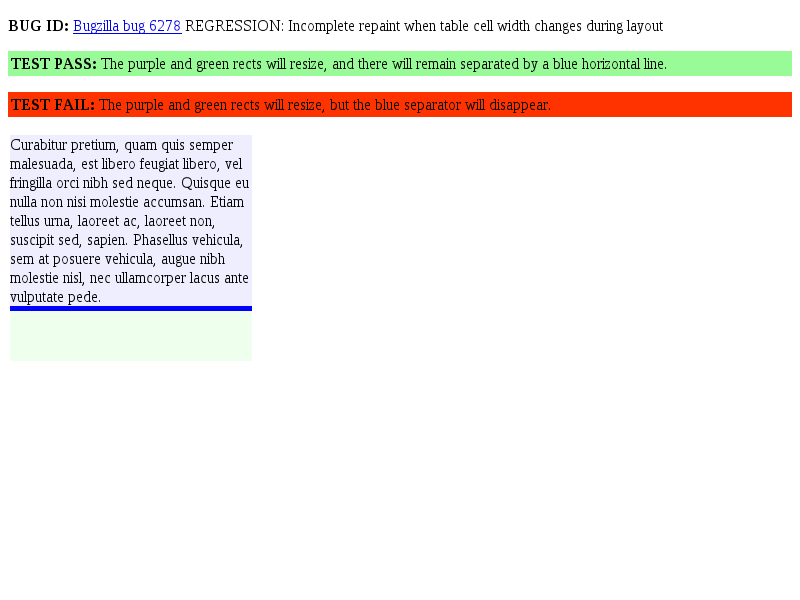 BUG ID: Bugzilla bug 6278 REGRESSION: Incomplete repaint when table cell width changes during layout
TEST PASS: The purple and green rects will resize, and there will remain separated by a blue horizontal line.
TEST FAIL: The purple and green rects will resize, but the blue separator will disappear.
Curabitur pretium, quam quis semper
malesuada, est libero feugiat libero, vel
fringilla orci nibh sed neque. Quisque eu
nulla non nisi molestie accumsan. Etiam
tellus urna, laoreet ac, laoreet non,
suscipit sed, sapien. Phasellus vehicula,
sem at posuere vehicula, augue nibh
molestie nisl, nec ullamcorper lacus ante
vulputate pede.